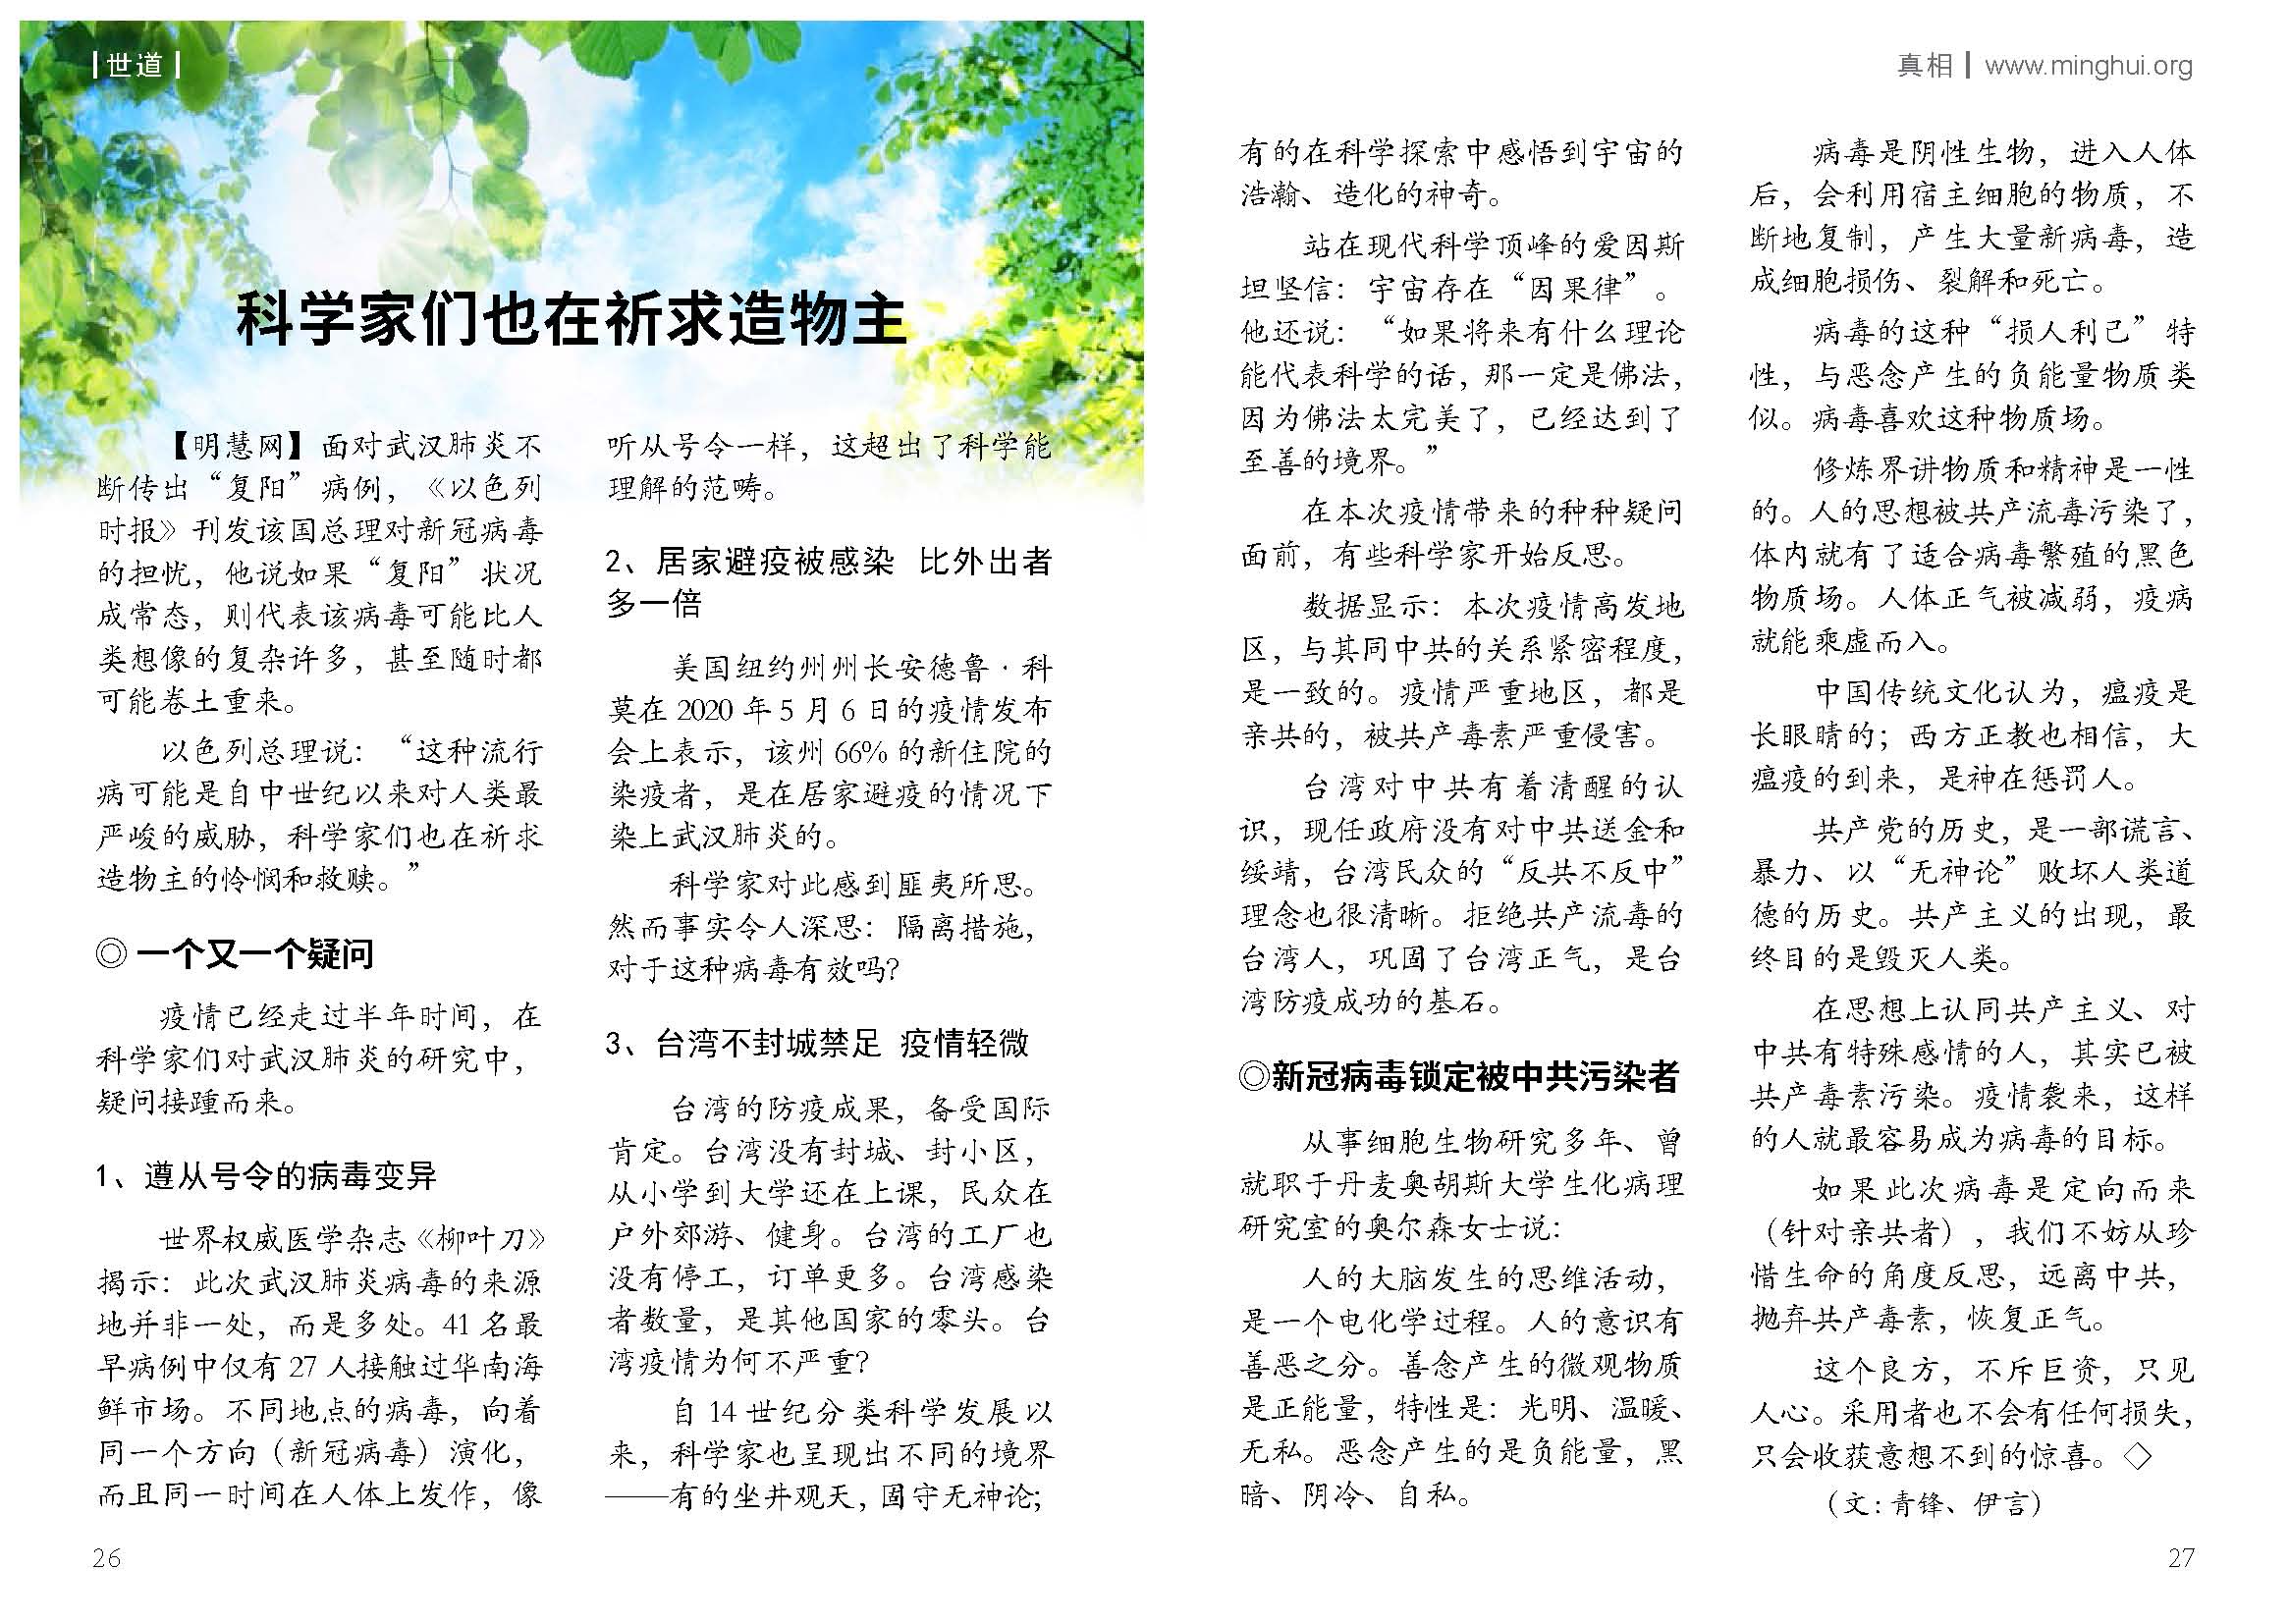 世道
科学家们也在祈求造物主
【明慧网】面对武汉肺炎不
断传出“复阳”病例，《以色列
时报》刊发该国总理对新冠病毒
的担忧，他说如果“复阳”状况
成常态，则代表该病毒可能比人
类想像的复杂许多，甚至随时都
可能卷土重来。
以色列总理说：“这种流行
病可能是自中世纪以来对人类最
严峻的威胁，科学家们也在祈求
造物主的怜悯和救赎。”
◎ 一个又一个疑问
疫情已经走过半年时间，在
科学家们对武汉肺炎的研究中，
疑问接踵而来。
1、遵从号令的病毒变异
世界权威医学杂志《柳叶刀》
揭示：此次武汉肺炎病毒的来源
地并非一处，而是多处。41 名最
早病例中仅有 27 人接触过华南海
鲜市场。不同地点的病毒，向着
同一个方向（新冠病毒）演化，
而且同一时间在人体上发作，像
听从号令一样，这超出了科学能
理解的范畴。
2、居家避疫被感染 比外出者
多一倍
美国纽约州州长安德鲁·科
莫在 2020 年 5 月 6 日的疫情发布
会上表示，该州 66% 的新住院的
染疫者，是在居家避疫的情况下
染上武汉肺炎的。
科学家对此感到匪夷所思。
然而事实令人深思：隔离措施，
对于这种病毒有效吗？
3、台湾不封城禁足 疫情轻微
台湾的防疫成果，备受国际
肯定。台湾没有封城、封小区，
从小学到大学还在上课，民众在
户外郊游、健身。台湾的工厂也
没有停工，订单更多。台湾感染
者数量，是其他国家的零头。台
湾疫情为何不严重？
自 14 世纪分类科学发展以
来，科学家也呈现出不同的境界
——有的坐井观天，固守无神论；
26
真相 www.minghui.org
有的在科学探索中感悟到宇宙的
浩瀚、造化的神奇。
站在现代科学顶峰的爱因斯
坦坚信：宇宙存在“因果律”。
他还说：“如果将来有什么理论
能代表科学的话，那一定是佛法，
因为佛法太完美了，已经达到了
至善的境界。”
在本次疫情带来的种种疑问
面前，有些科学家开始反思。
数据显示：本次疫情高发地
区，与其同中共的关系紧密程度，
是一致的。疫情严重地区，都是
亲共的，被共产毒素严重侵害。
台湾对中共有着清醒的认
识，现任政府没有对中共送金和
绥靖，台湾民众的“反共不反中”
理念也很清晰。拒绝共产流毒的
台湾人，巩固了台湾正气，是台
湾防疫成功的基石。
◎新冠病毒锁定被中共污染者
从事细胞生物研究多年、曾
就职于丹麦奥胡斯大学生化病理
研究室的奥尔森女士说：
人的大脑发生的思维活动，
是一个电化学过程。人的意识有
善恶之分。善念产生的微观物质
是正能量，特性是：光明、温暖、
无私。恶念产生的是负能量，黑
暗、阴冷、自私。
病毒是阴性生物，进入人体
后，会利用宿主细胞的物质，不
断地复制，产生大量新病毒，造
成细胞损伤、裂解和死亡。
病毒的这种“损人利己”特
性，与恶念产生的负能量物质类
似。病毒喜欢这种物质场。
修炼界讲物质和精神是一性
的。人的思想被共产流毒污染了，
体内就有了适合病毒繁殖的黑色
物质场。人体正气被减弱，疫病
就能乘虚而入。
中国传统文化认为，瘟疫是
长眼睛的；西方正教也相信，大
瘟疫的到来，是神在惩罚人。
共产党的历史，是一部谎言、
暴力、以“无神论”败坏人类道
德的历史。共产主义的出现，最
终目的是毁灭人类。
在思想上认同共产主义、对
中共有特殊感情的人，其实已被
共产毒素污染。疫情袭来，这样
的人就最容易成为病毒的目标。
如果此次病毒是定向而来
（针对亲共者），我们不妨从珍
惜生命的角度反思，远离中共，
抛弃共产毒素，恢复正气。
这个良方，不斥巨资，只见
人心。采用者也不会有任何损失，
只会收获意想不到的惊喜。◇
（文：青锋、伊言）
27